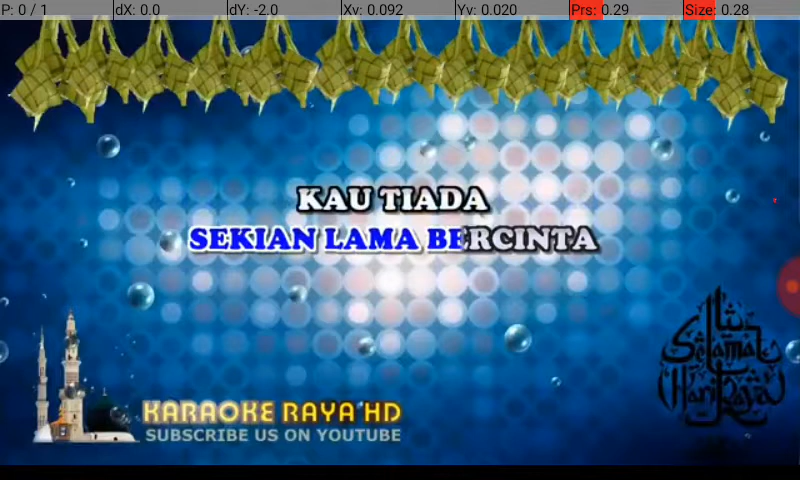 P: 0 / 1 dX: 0.0 dY: -2.0 Xv: 0.092 Yv: 0.020 Prs: 0.29 Size: 0.28
KAU TIADA
SEKIAN LAMA BERCINTA
Selamat
Hari Raya
KARAOKE RAYA HD
SUBSCRIBE US ON YOUTUBE